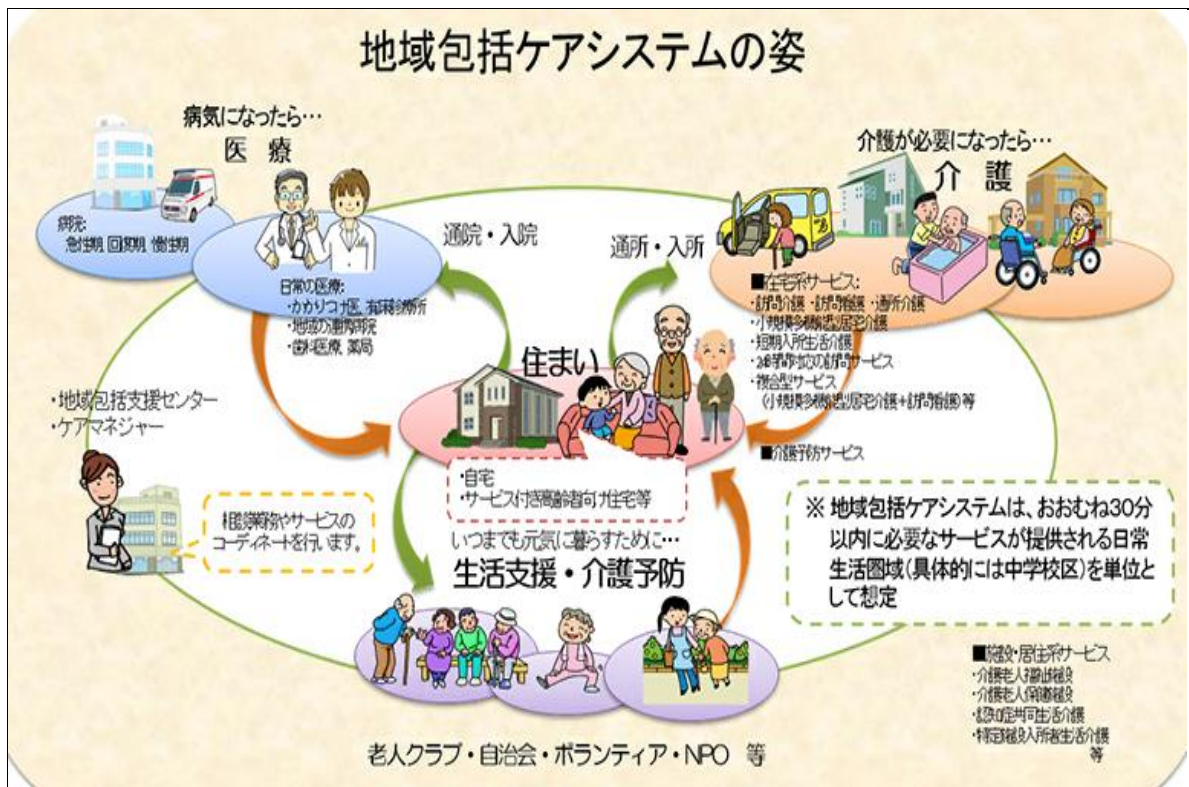 地域包括ケアシステムの姿
病気になったら…
医 療
病院:
急性期 回復期 慢性期
日常の医療:
・かかりつけ医、有床診療所
・地域の連携病院
・歯科医療、薬局
通院・入院
通所・入所
介護が必要になったら…
介 護
■在宅系サービス:
・訪問介護 ・訪問看護 ・通所介護
・小規模多機能型居宅介護
・短期入所生活介護
・24時間対応の訪問サービス
・複合型サービス
(小規模多機能型居宅介護+訪問看護)等
■介護予防サービス
住まい
・自宅
・サービス付き高齢者向け住宅等
・地域包括支援センター
・ケアマネジャー
相談業務やサービスの
コーディネートを行います。
いつまでも元気に暮らすために…
生活支援・介護予防
※ 地域包括ケアシステムは、おおむね30分
以内に必要なサービスが提供される日常
生活圏域(具体的には中学校区)を単位と
して想定
■施設・居住系サービス
・介護老人福祉施設
・介護老人保健施設
・認知症共同生活介護
・特定施設入所者生活介護
等
老人クラブ・自治会・ボランティア・NPO 等